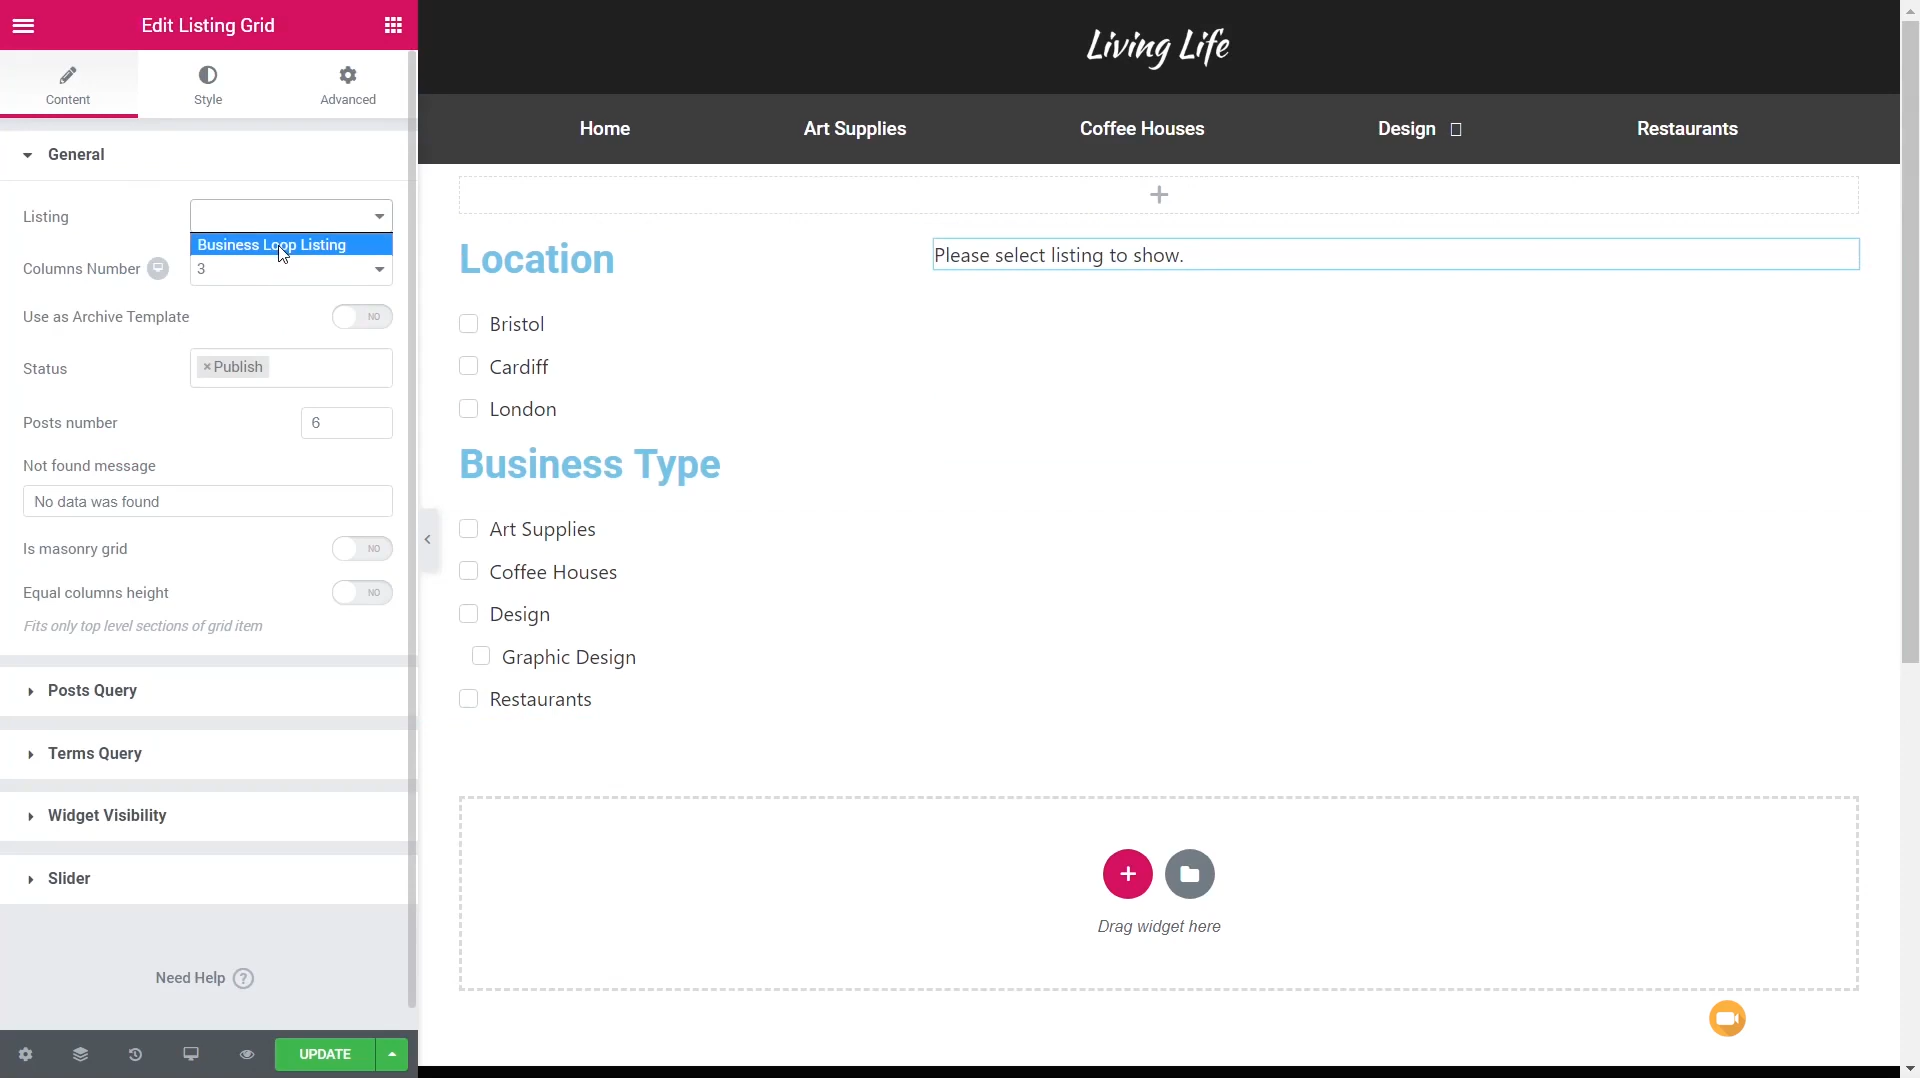 Edit Listing Grid
Content
Style
Advanced
General
Listing
Business Loop Listing
Columns Number
3
Use as Archive Template
NO
Status
×Publish
Posts number
6
Not found message
No data was found
Is masonry grid
NO
Equal columns height
NO
Fits only top level sections of grid item
Posts Query
Terms Query
Widget Visibility
Slider
Need Help ?
UPDATE
Living Life
Home
Art Supplies
Coffee Houses
Design
Restaurants
Location
Bristol
Cardiff
London
Business Type
Art Supplies
Coffee Houses
Design
Graphic Design
Restaurants
Please select listing to show.
Drag widget here